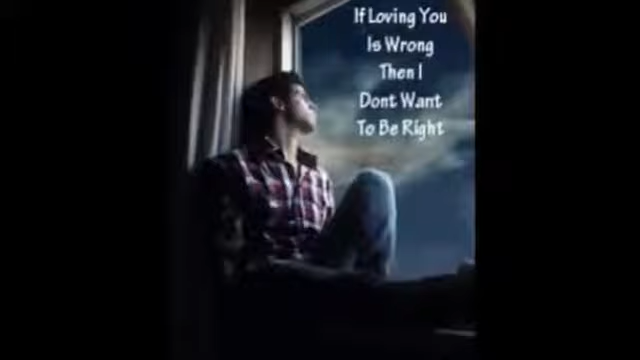 If Loving You
Is Wrong
Then I
Dont Want
To Be Right